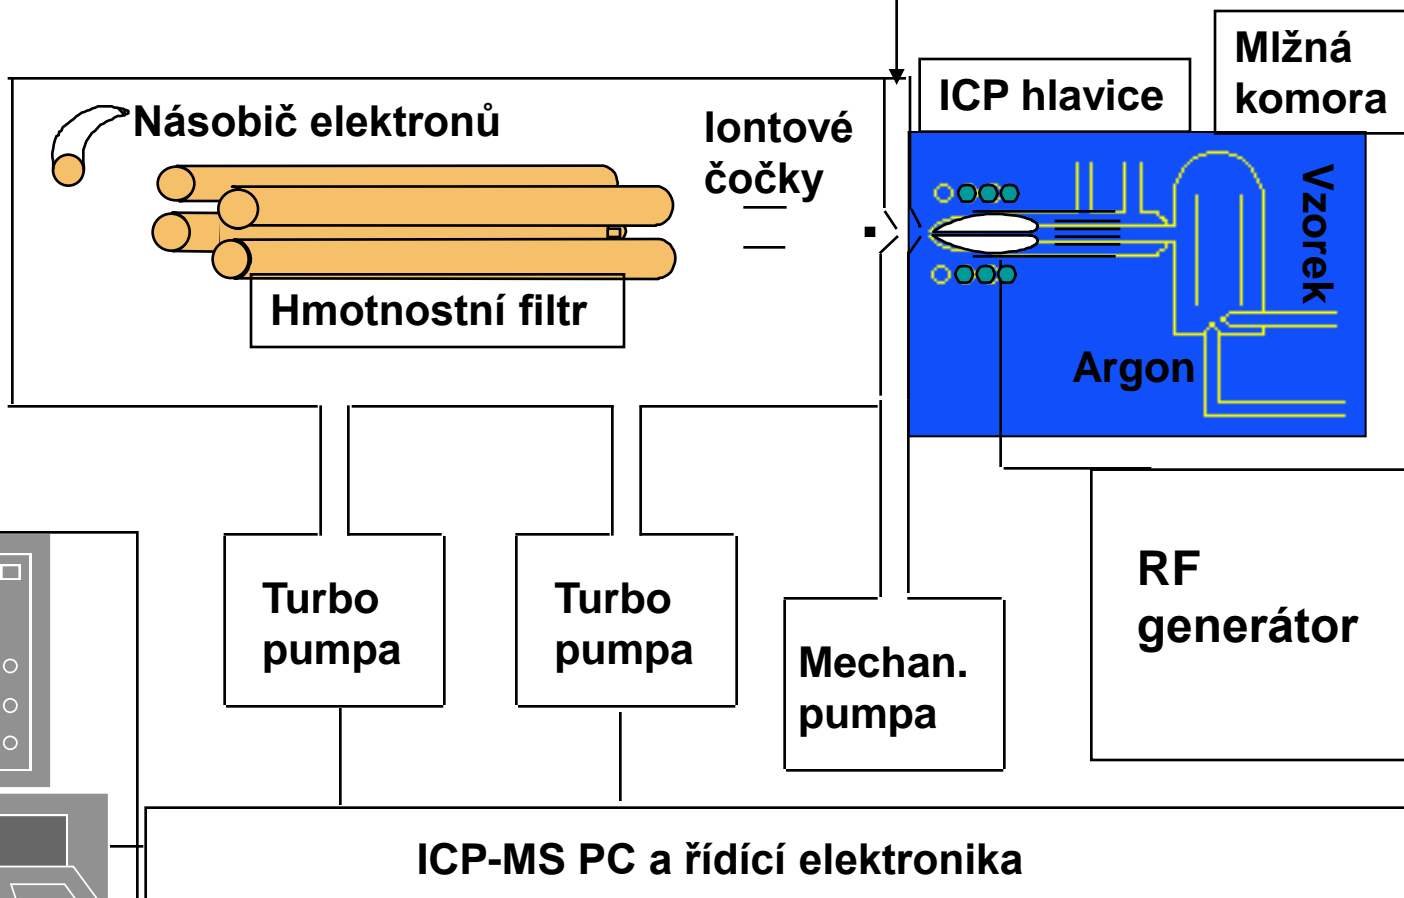 Mlžná
komora
ICP hlavice
Násobič elektronů
Iontové
čočky
Vzorek
Hmotnostní filtr
Argon
RF
generátor
Turbo
pumpa
Turbo
pumpa
Mechan.
pumpa
ICP-MS PC a řídící elektronika